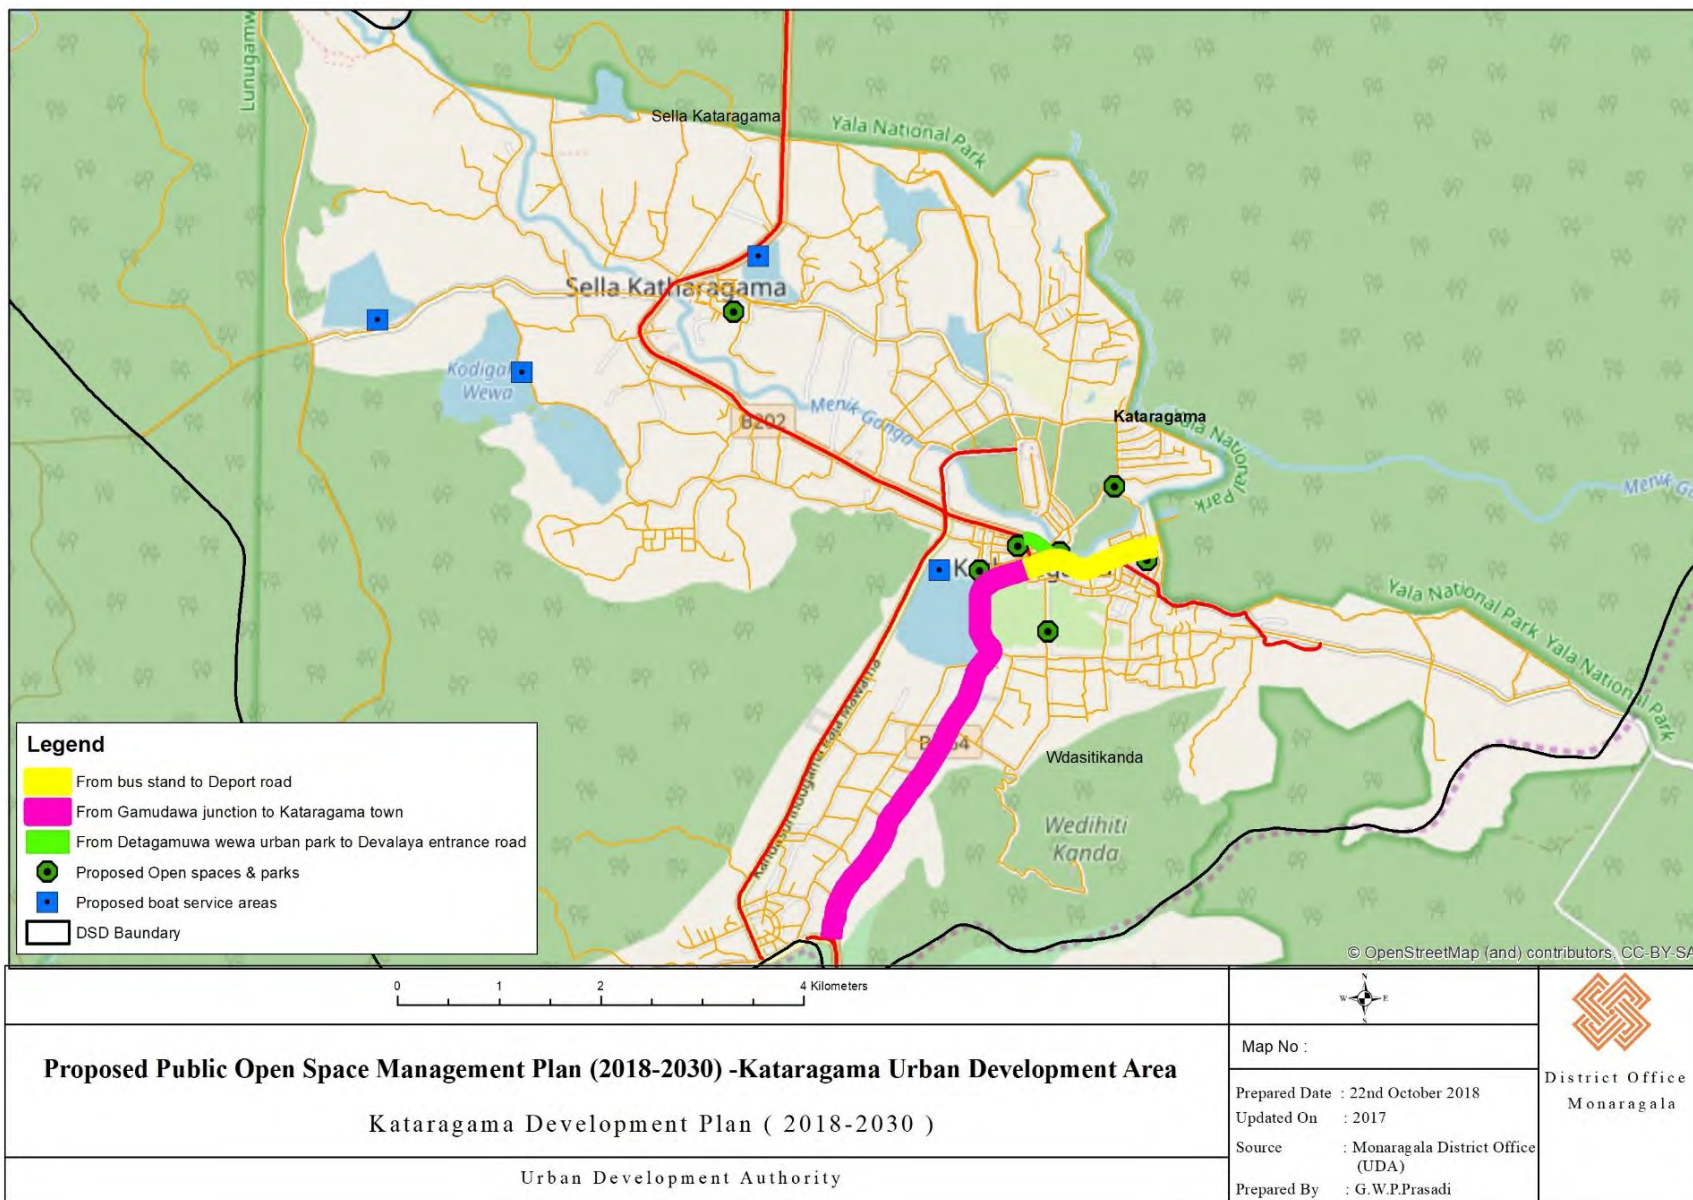 Lunugamw
Sella Kataragama
Yala National Park
Sella Katharagama
Kodiga
Wewa
B202
Menik Ganga
Kataragama
National
Park
Menik G
Yala National Park
Yala National Park
Wdasitikanda
Wedihiti
Kanda
Legend
From bus stand to Deport road
From Gamudawa junction to Kataragama town
From Detagamuwa wewa urban park to Devalaya entrance road
Proposed Open spaces & parks
Proposed boat service areas
DSD Baundary
© OpenStreetMap (and) contributors, CC-BY-SA
0 1 2 4 Kilometers
N
W E
S
Proposed Public Open Space Management Plan (2018-2030) -Kataragama Urban Development Area
Kataragama Development Plan ( 2018-2030 )
Urban Development Authority
Map No :
Prepared Date : 22nd October 2018
Updated On : 2017
Source : Monaragala District Office
(UDA)
Prepared By : G.W.P.Prasadi
District Office
Monaragala